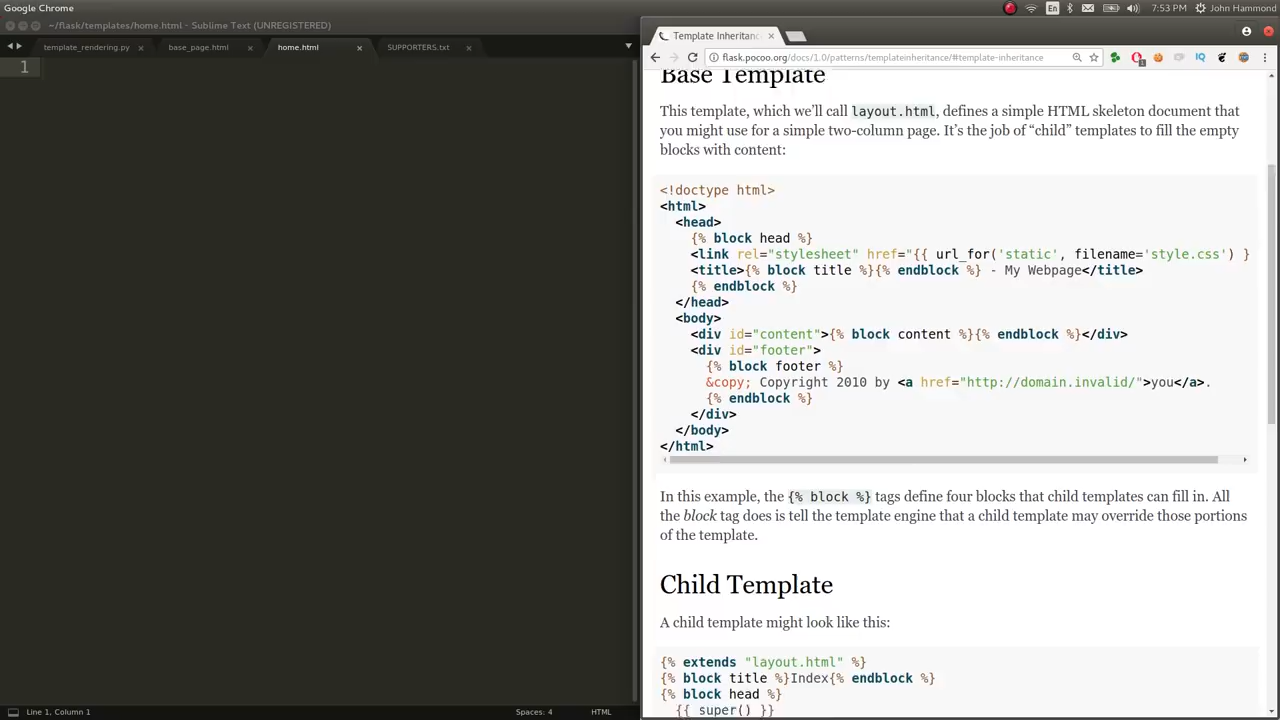 Google Chrome
En
7:53 PM
John Hammond
~/flask/templates/home.html - Sublime Text (UNREGISTERED)
template_rendering.py
base_page.html
home.html
SUPPORTERS.txt
1
Line 1, Column 1
Spaces: 4
HTML
Template Inheritanc
flask.pocoo.org/docs/1.0/patterns/templateinheritance/#template-inheritance
Base Template
This template, which we’ll call layout.html, defines a simple HTML skeleton document that
you might use for a simple two-column page. It’s the job of “child” templates to fill the empty
blocks with content:
<!doctype html>
<html>
<head>
{% block head %}
<link rel="stylesheet" href="{{ url_for('static', filename='style.css') }
<title>{% block title %}{% endblock %} - My Webpage</title>
{% endblock %}
</head>
<body>
<div id="content">{% block content %}{% endblock %}</div>
<div id="footer">
{% block footer %}
&copy; Copyright 2010 by <a href="http://domain.invalid/">you</a>.
{% endblock %}
</div>
</body>
</html>
In this example, the {% block %} tags define four blocks that child templates can fill in. All
the block tag does is tell the template engine that a child template may override those portions
of the template.
Child Template
A child template might look like this:
{% extends "layout.html" %}
{% block title %}Index{% endblock %}
{% block head %}
{{ super() }}